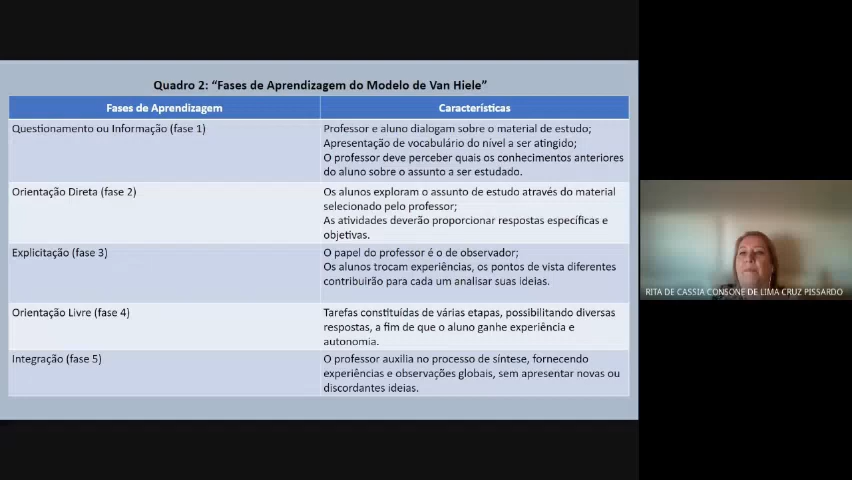 Quadro 2: “Fases de Aprendizagem do Modelo de Van Hiele”
Fases de Aprendizagem
Características
Questionamento ou Informação (fase 1)
Professor e aluno dialogam sobre o material de estudo;
Apresentação de vocabulário do nível a ser atingido;
O professor deve perceber quais os conhecimentos anteriores
do aluno sobre o assunto a ser estudado.
Orientação Direta (fase 2)
Os alunos exploram o assunto de estudo através do material
selecionado pelo professor;
As atividades deverão proporcionar respostas específicas e
objetivas.
Explicitação (fase 3)
O papel do professor é o de observador;
Os alunos trocam experiências, os pontos de vista diferentes
contribuirão para cada um analisar suas ideias.
Orientação Livre (fase 4)
Tarefas constituídas de várias etapas, possibilitando diversas
respostas, a fim de que o aluno ganhe experiência e
autonomia.
Integração (fase 5)
O professor auxilia no processo de síntese, fornecendo
experiências e observações globais, sem apresentar novas ou
discordantes ideias.
RITA DE CASSIA CONSONE DE LIMA CRUZ PISSARDO